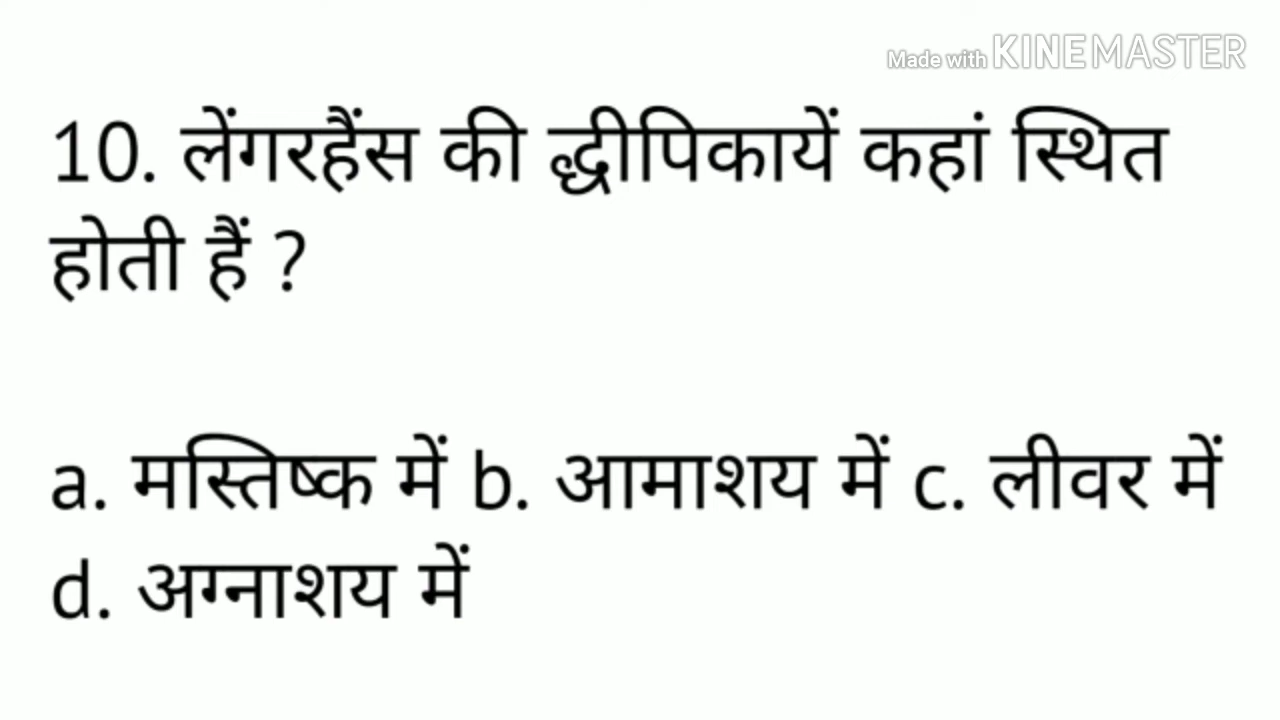 Made with KINEMASTER
10. लेंगरहैंस की द्धीपिकायें कहां स्थित
होती हैं ?
a. मस्तिष्क में b. आमाशय में c. लीवर में
d. अग्नाशय में